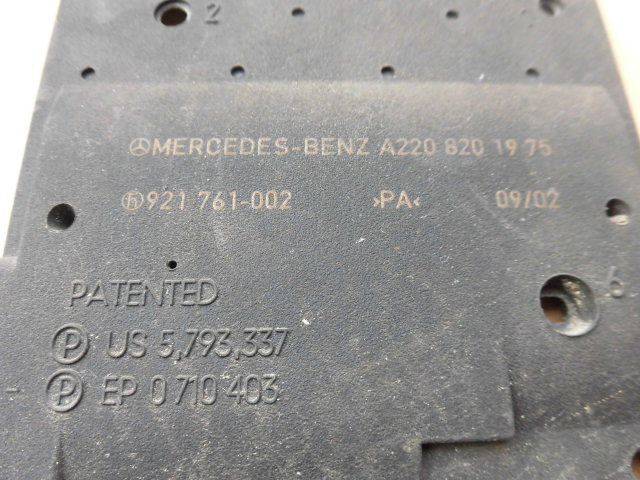 2
MERCEDES-BENZ A220 820 19 75
h 921 761-002 >PA< 09/02
6
PATENTED
P US 5,793,337
P EP 0 710 403